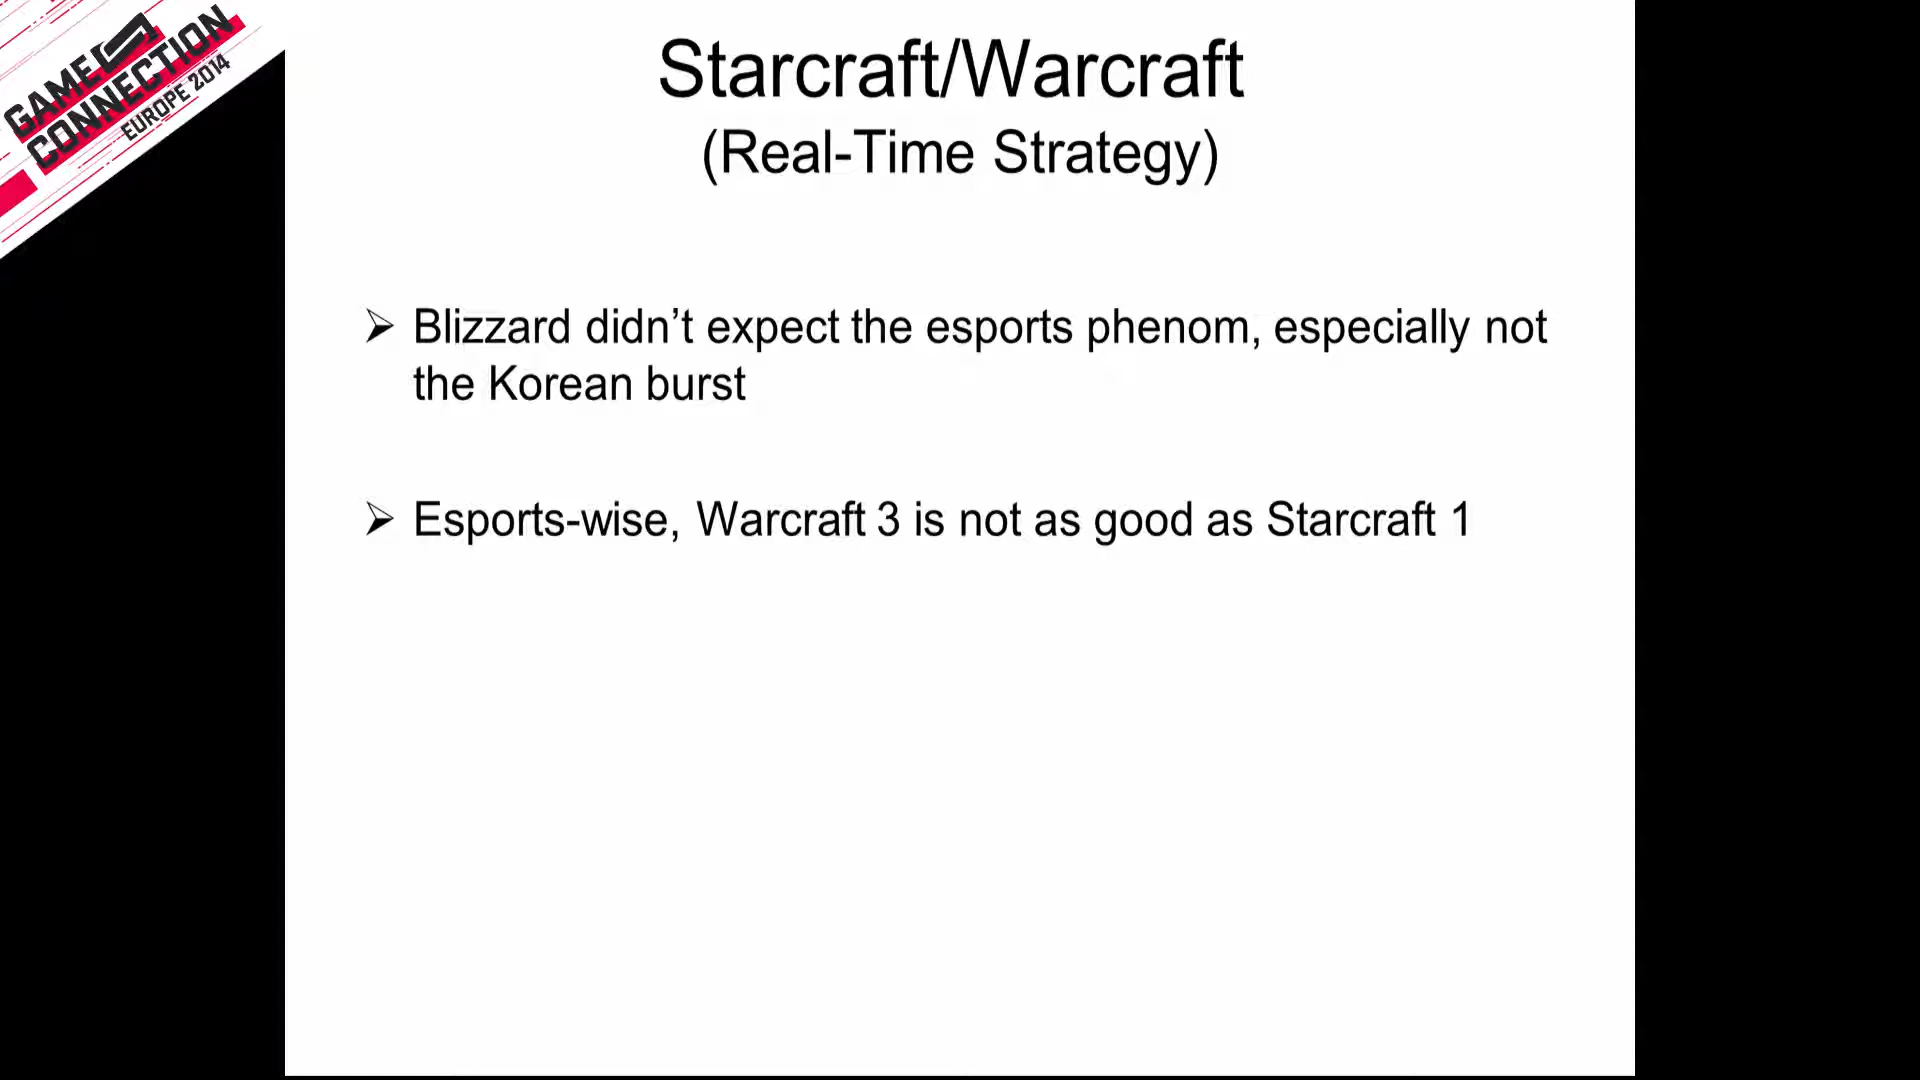 GAME
CONNECTION
EUROPE 2014
Starcraft/Warcraft
(Real-Time Strategy)
➢ Blizzard didn’t expect the esports phenom, especially not
the Korean burst
➢ Esports-wise, Warcraft 3 is not as good as Starcraft 1